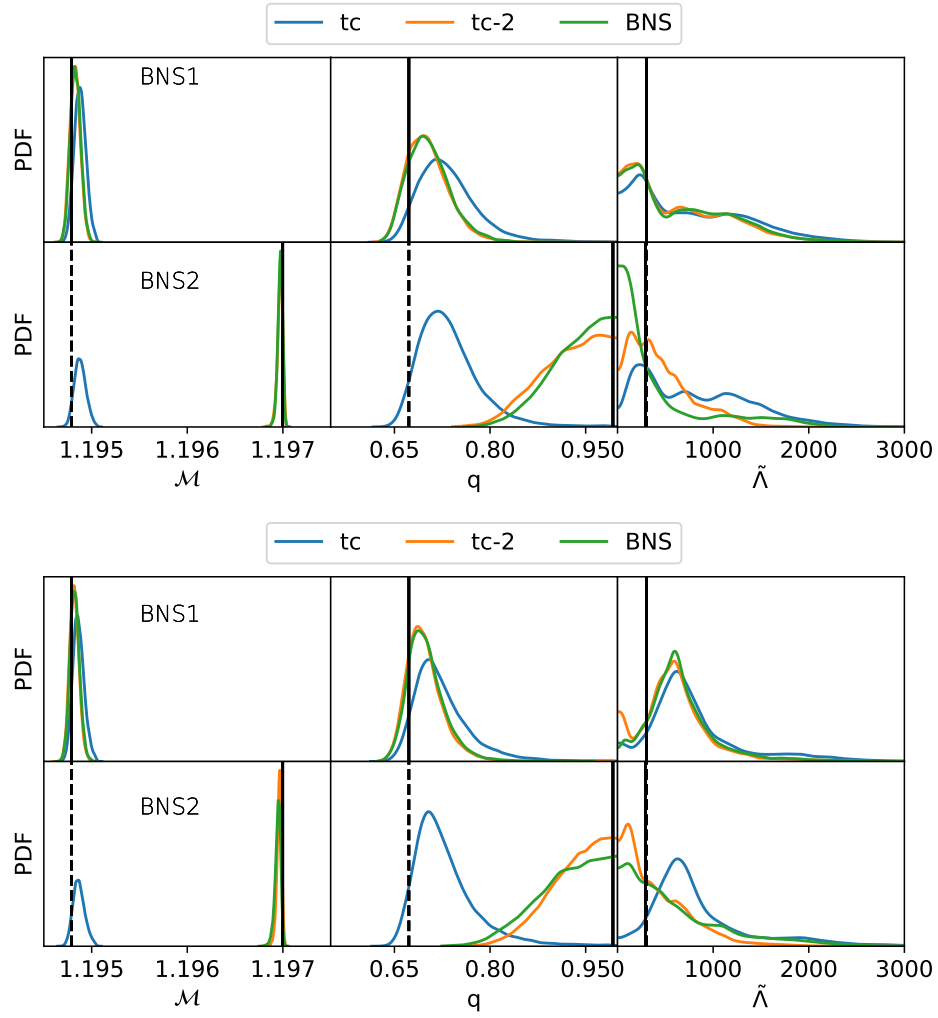 tc tc-2 BNS
BNS1
PDF
BNS2
PDF
1.195 1.196 1.197 0.65 0.80 0.950 1000 2000 3000
ℳ q Λ̃
tc tc-2 BNS
BNS1
PDF
BNS2
PDF
1.195 1.196 1.197 0.65 0.80 0.950 1000 2000 3000
ℳ q Λ̃